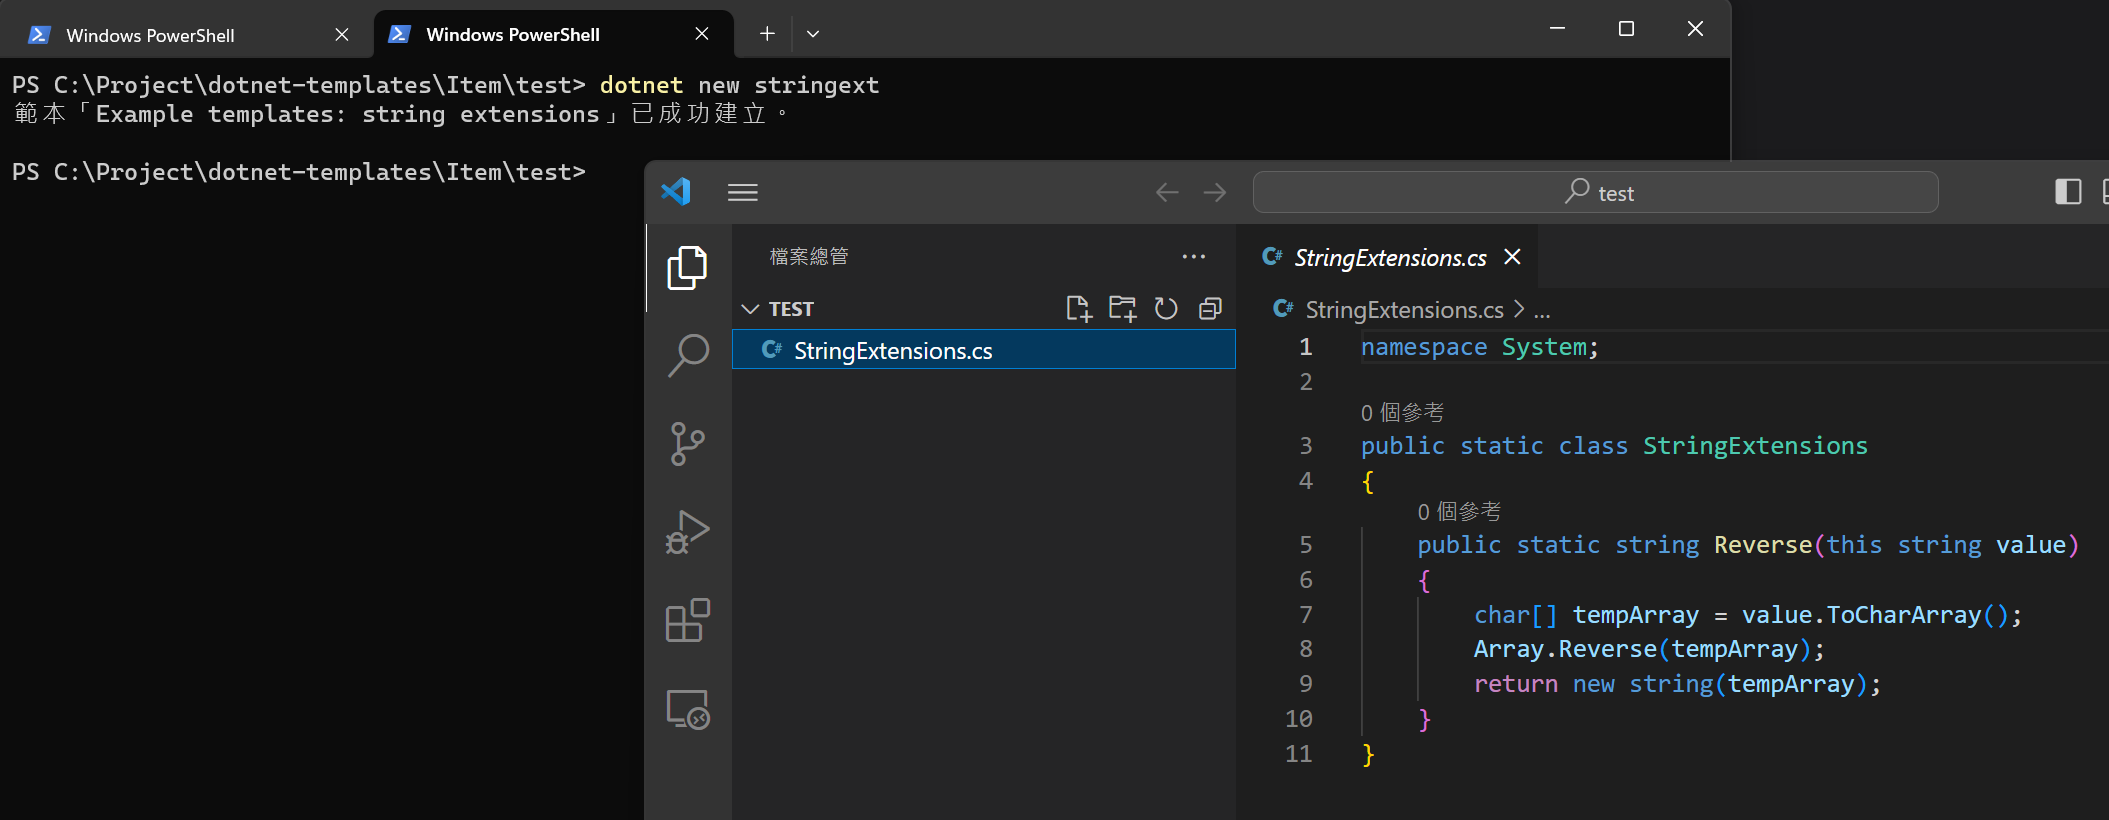 Windows PowerShell
Windows PowerShell
PS C:\Project\dotnet-templates\Item\test> dotnet new stringext
範本「Example templates: string extensions」已成功建立。
PS C:\Project\dotnet-templates\Item\test>
test
檔案總管
TEST
StringExtensions.cs
StringExtensions.cs
StringExtensions.cs > ...
1 namespace System;
2
0 個參考
3 public static class StringExtensions
4 {
0 個參考
5 public static string Reverse(this string value)
6 {
7 char[] tempArray = value.ToCharArray();
8 Array.Reverse(tempArray);
9 return new string(tempArray);
10 }
11 }